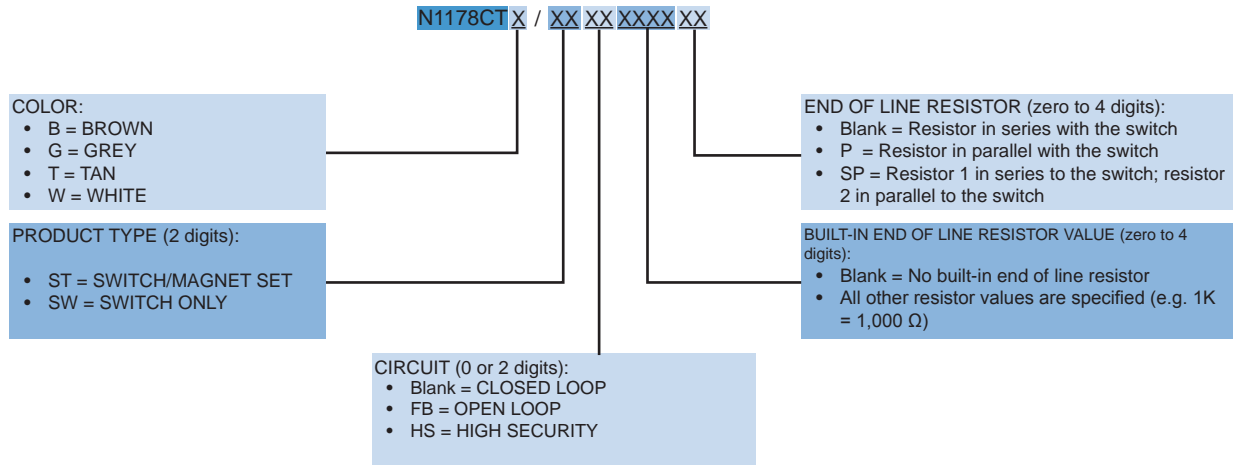 N1178CT X / XX XX XXXX XX
COLOR:
• B = BROWN
• G = GREY
• T = TAN
• W = WHITE
END OF LINE RESISTOR (zero to 4 digits):
• Blank = Resistor in series with the switch
• P = Resistor in parallel with the switch
• SP = Resistor 1 in series to the switch; resistor
2 in parallel to the switch
PRODUCT TYPE (2 digits):
• ST = SWITCH/MAGNET SET
• SW = SWITCH ONLY
BUILT-IN END OF LINE RESISTOR VALUE (zero to 4
digits):
• Blank = No built-in end of line resistor
• All other resistor values are specified (e.g. 1K
= 1,000 Ω)
CIRCUIT (0 or 2 digits):
• Blank = CLOSED LOOP
• FB = OPEN LOOP
• HS = HIGH SECURITY